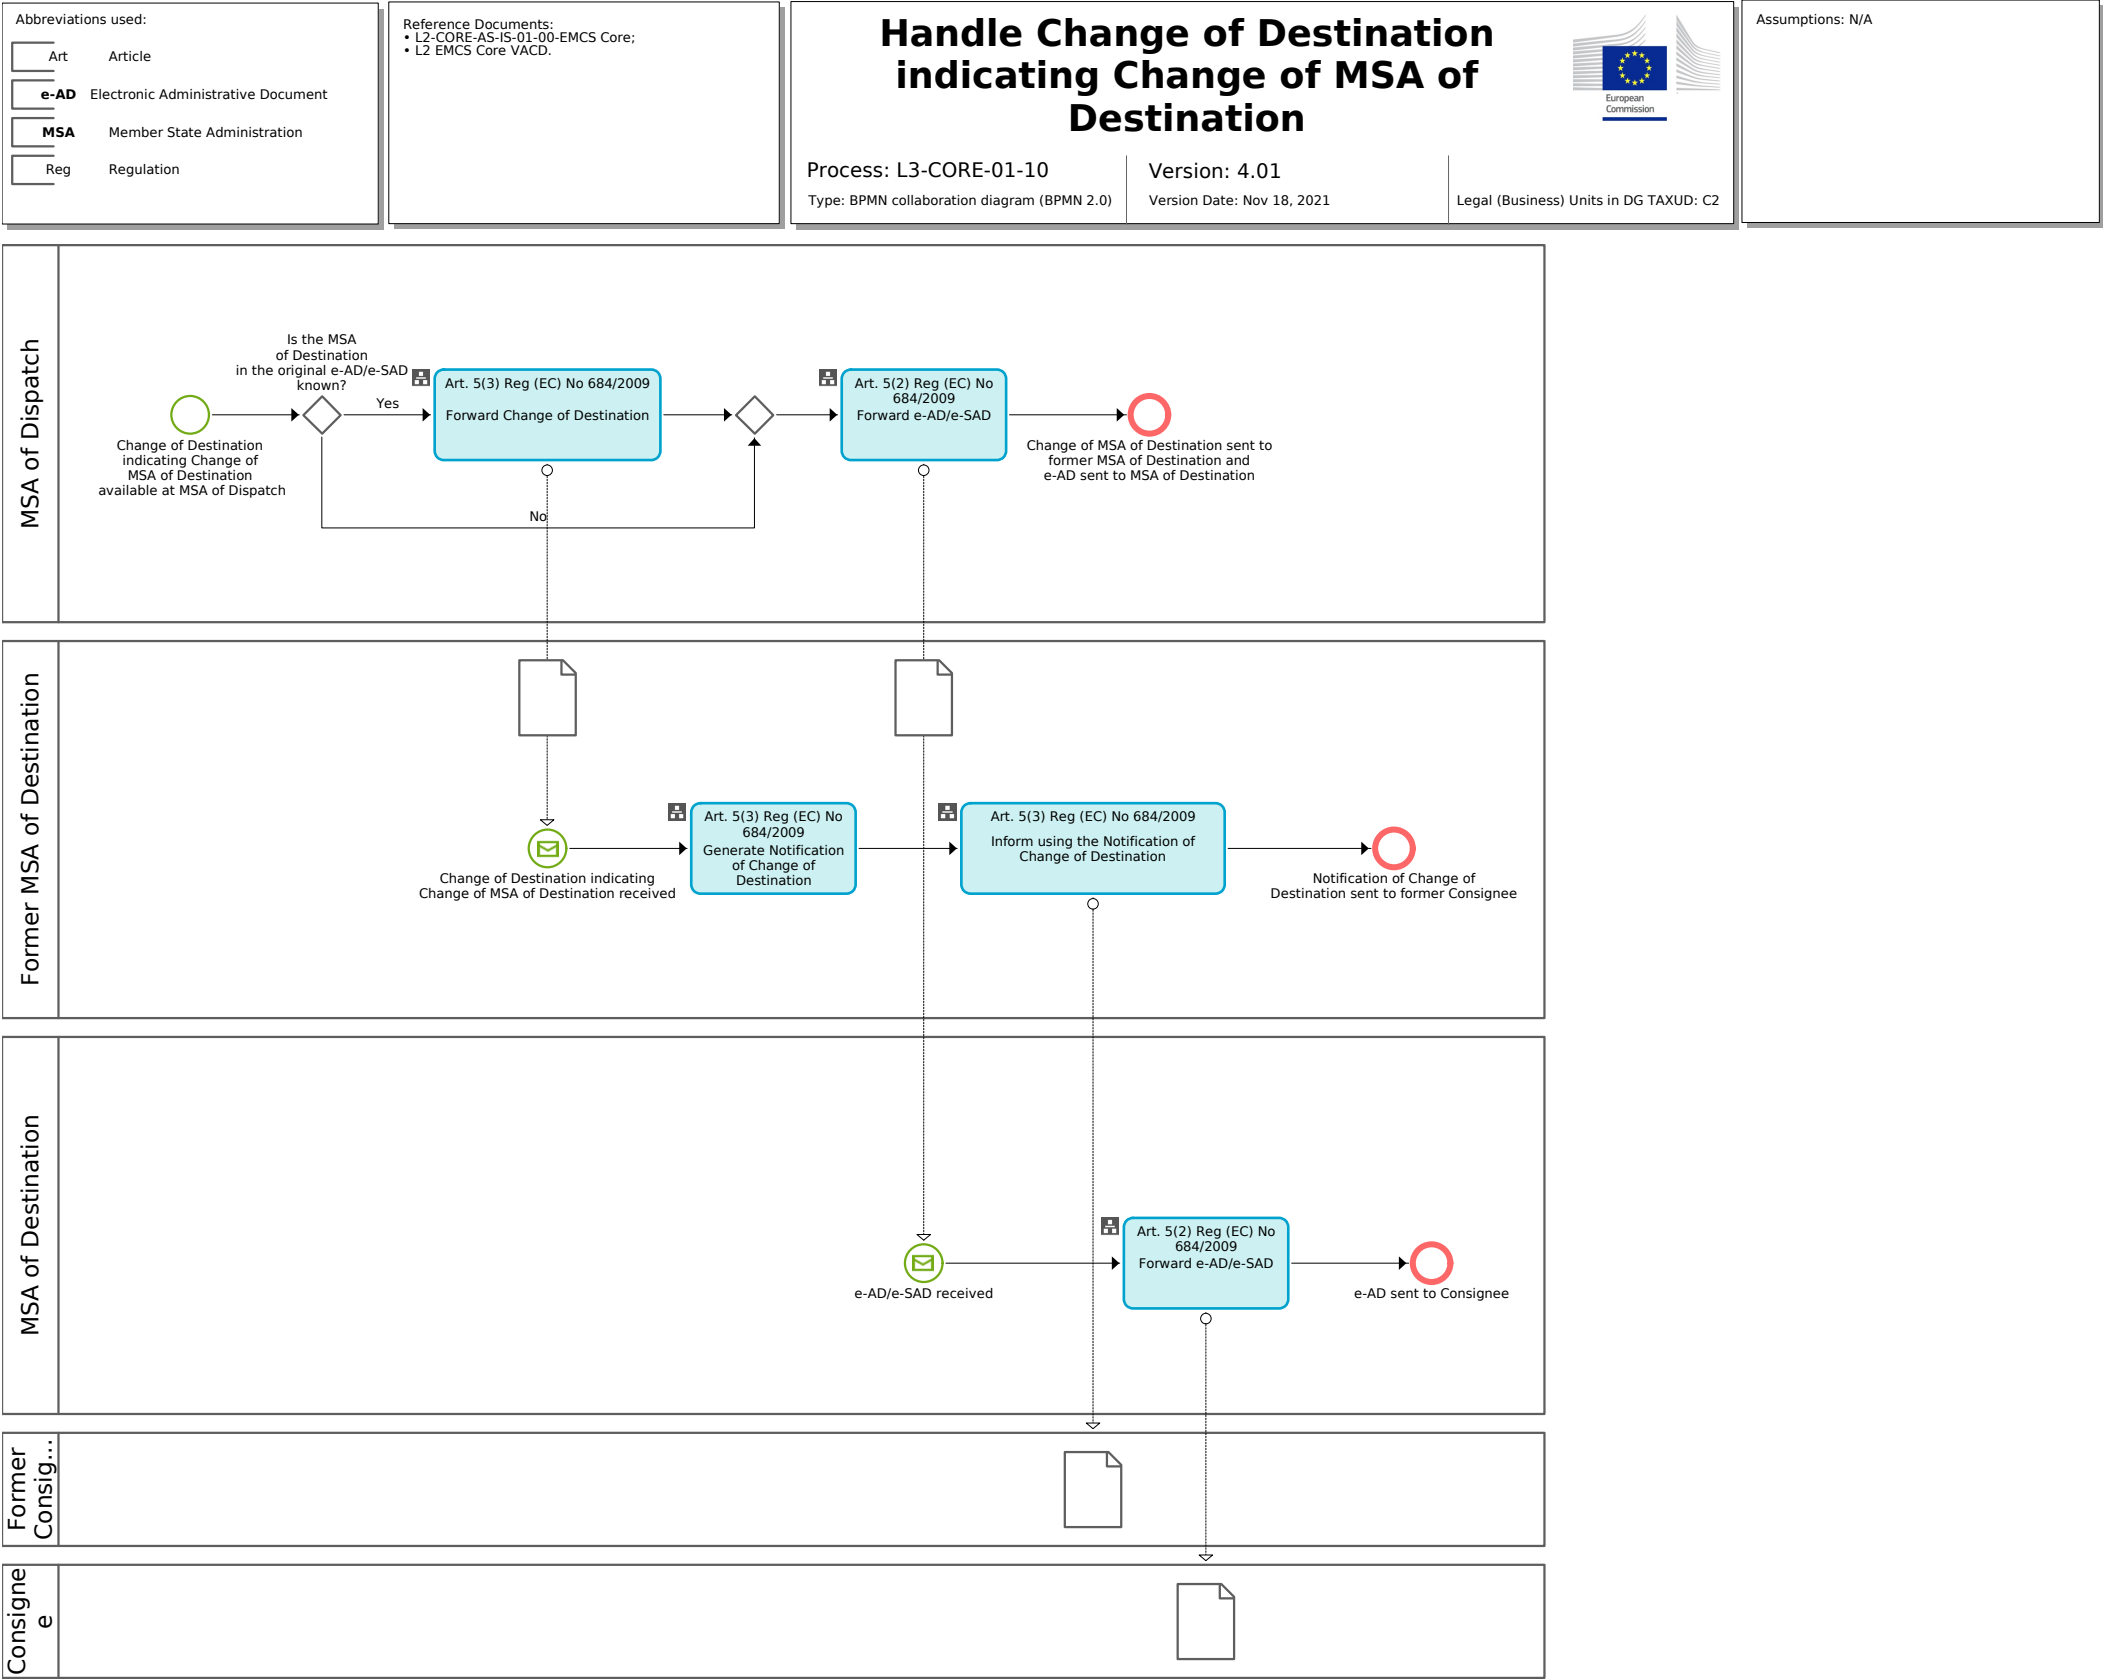 Abbreviations used:
Art Article
e-AD Electronic Administrative Document
MSA Member State Administration
Reg Regulation
Reference Documents:
• L2-CORE-AS-IS-01-00-EMCS Core;
• L2 EMCS Core VACD.
Handle Change of Destination
indicating Change of MSA of
Destination
European
Commission
Process: L3-CORE-01-10
Version: 4.01
Type: BPMN collaboration diagram (BPMN 2.0)
Version Date: Nov 18, 2021
Legal (Business) Units in DG TAXUD: C2
Assumptions: N/A
MSA of Dispatch
Is the MSA
of Destination
in the original e-AD/e-SAD
known?
Yes
No
Change of Destination
indicating Change of
MSA of Destination
available at MSA of Dispatch
Art. 5(3) Reg (EC) No 684/2009
Forward Change of Destination
Art. 5(2) Reg (EC) No
684/2009
Forward e-AD/e-SAD
Change of MSA of Destination sent to
former MSA of Destination and
e-AD sent to MSA of Destination
Former MSA of Destination
Change of Destination indicating
Change of MSA of Destination received
Art. 5(3) Reg (EC) No
684/2009
Generate Notification
of Change of
Destination
Art. 5(3) Reg (EC) No 684/2009
Inform using the Notification of
Change of Destination
Notification of Change of
Destination sent to former Consignee
MSA of Destination
e-AD/e-SAD received
Art. 5(2) Reg (EC) No
684/2009
Forward e-AD/e-SAD
e-AD sent to Consignee
Former
Consig...
Consigne
e